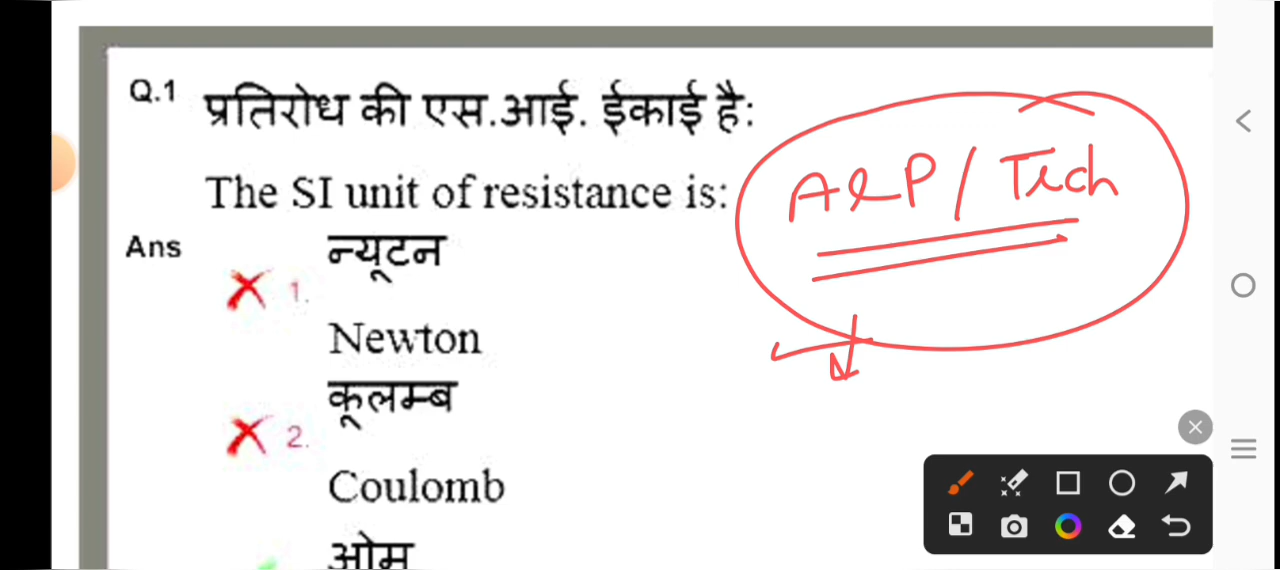 Q.1 प्रतिरोध की एस.आई. ईकाई है:
The SI unit of resistance is:
ALP / Tech
Ans
1. न्यूटन
Newton
2. कूलम्ब
Coulomb
ओम